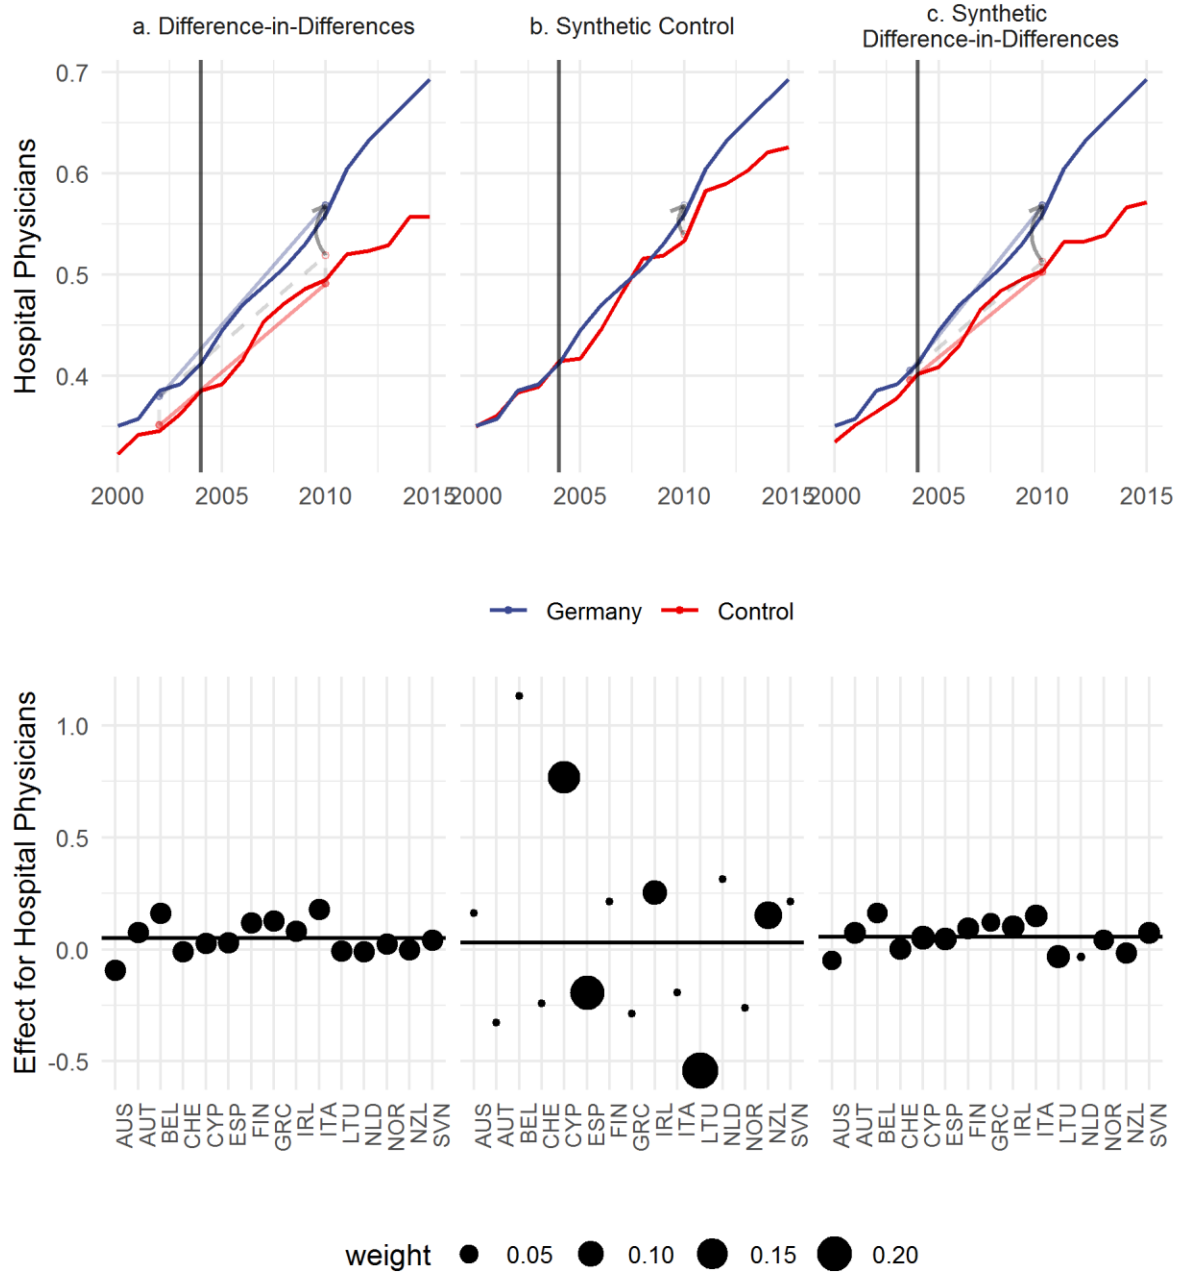 a. Difference-in-Differences
b. Synthetic Control
c. Synthetic
Difference-in-Differences
Hospital Physicians
0.7
0.6
0.5
0.4
2000 2005 2010 2015
2000 2005 2010 2015
2000 2005 2010 2015
Germany Control
Effect for Hospital Physicians
1.0
0.5
0.0
-0.5
AUS AUT BEL CHE CYP ESP FIN GRC IRL ITA LTU NLD NOR NZL SVN
AUS AUT BEL CHE CYP ESP FIN GRC IRL ITA LTU NLD NOR NZL SVN
AUS AUT BEL CHE CYP ESP FIN GRC IRL ITA LTU NLD NOR NZL SVN
weight 0.05 0.10 0.15 0.20